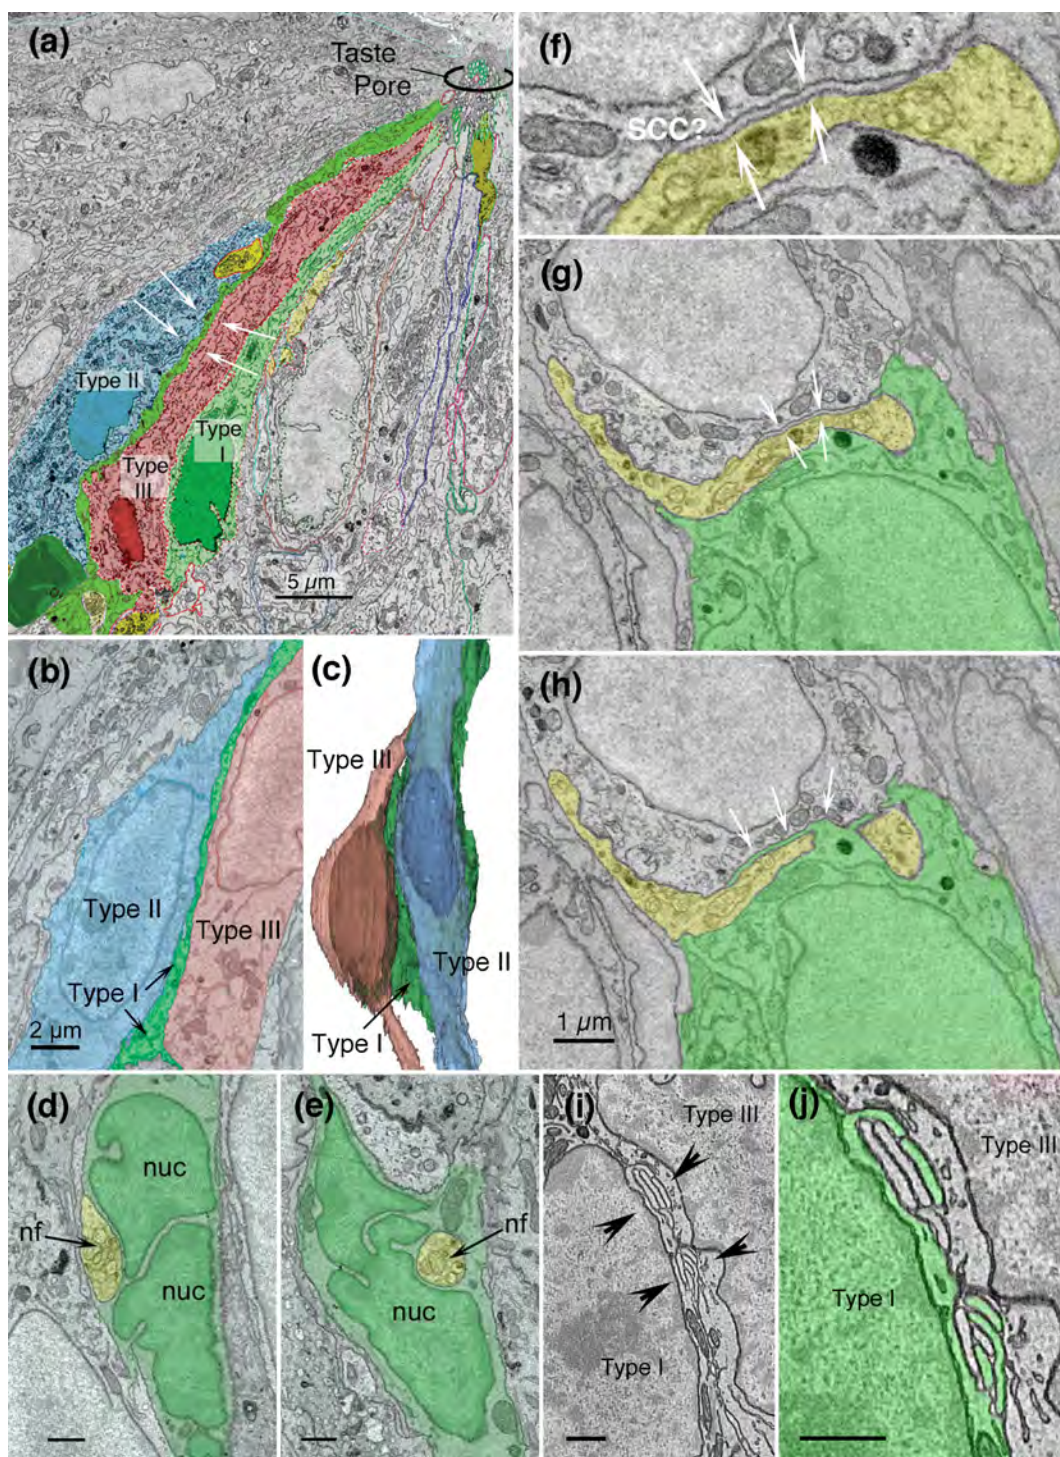 (a)
Taste
Pore
Type II
Type
III
Type
I
5 µm
(b)
Type II
Type III
Type I
2 µm
(c)
Type III
Type II
Type I
(d)
nuc
nf
nuc
(e)
nf
nuc
(f)
SCC?
(g)
(h)
1 µm
(i)
Type III
Type I
(j)
Type III
Type I